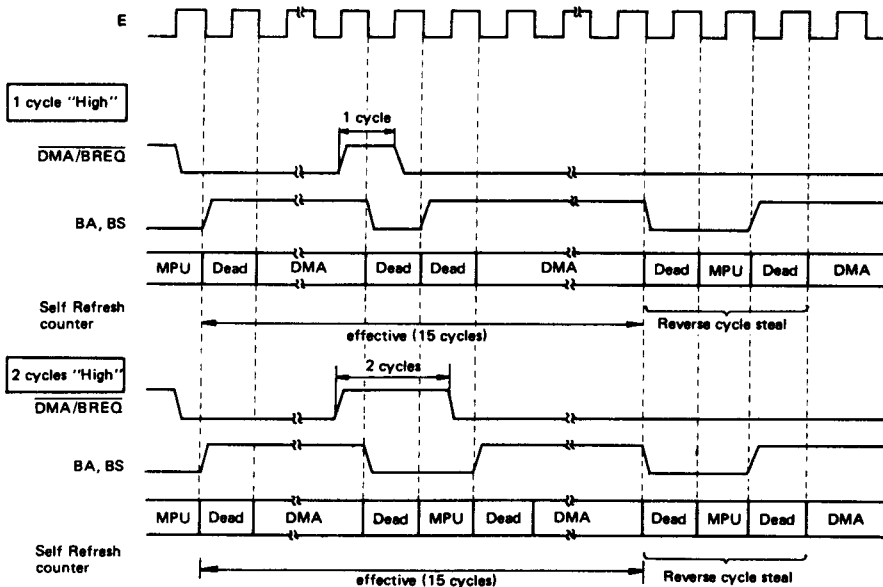 E
1 cycle "High"
1 cycle
DMA/BREQ
BA, BS
MPU Dead DMA Dead Dead DMA Dead MPU Dead DMA
Self Refresh
counter
effective (15 cycles)
Reverse cycle steal
2 cycles "High"
2 cycles
DMA/BREQ
BA, BS
MPU Dead DMA Dead MPU Dead DMA Dead MPU Dead DMA
Self Refresh
counter
effective (15 cycles)
Reverse cycle steal